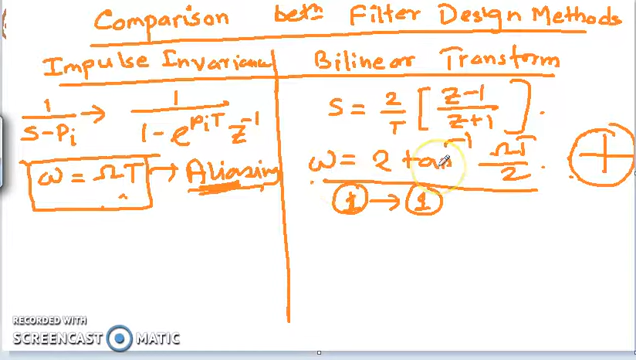 Comparison betn Filter Design Methods
Impulse Invariance
1/(S-Pi) → 1/(1 - e^(PiT) z^-1)
ω = ΩT → Aliasing
Bilinear Transform
S = 2/T [ (Z-1)/(Z+1) ].
ω = 2 tan^-1 ΩT/2.
1 → 1
RECORDED WITH
SCREENCAST MATIC